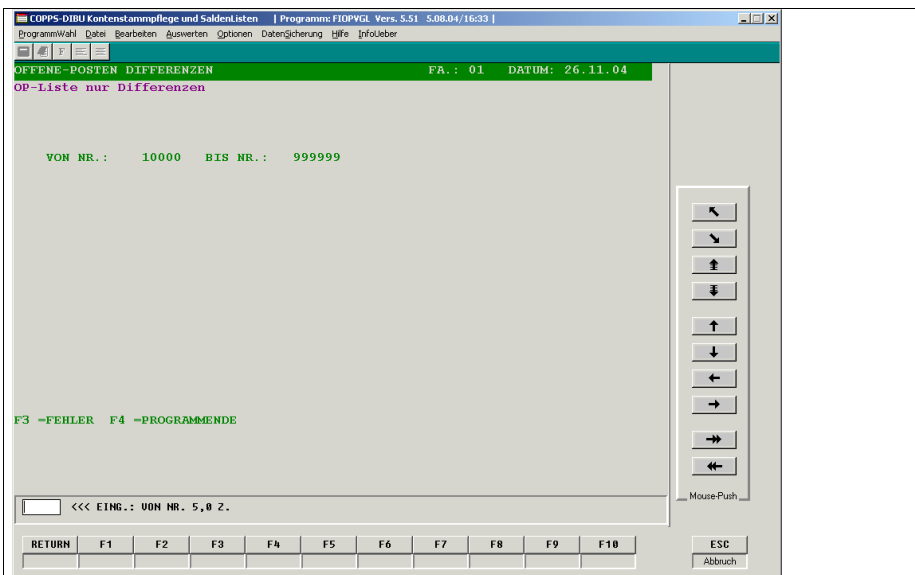 COPPS-DIBU Kontenstammpflege und SaldenListen | Programm: FIOPVGL Vers. 5.51 5.08.04/16:33 |
ProgrammWahl Datei Bearbeiten Auswerten Optionen DatenSicherung Hilfe InfoUeber
F
OFFENE-POSTEN DIFFERENZEN FA.: 01 DATUM: 26.11.04
OP-Liste nur Differenzen
VON NR.: 10000 BIS NR.: 999999
F3 =FEHLER F4 =PROGRAMMENDE
Mouse-Push
<<< EING.: VON NR. 5,0 Z.
RETURN F1 F2 F3 F4 F5 F6 F7 F8 F9 F10 ESC
Abbruch